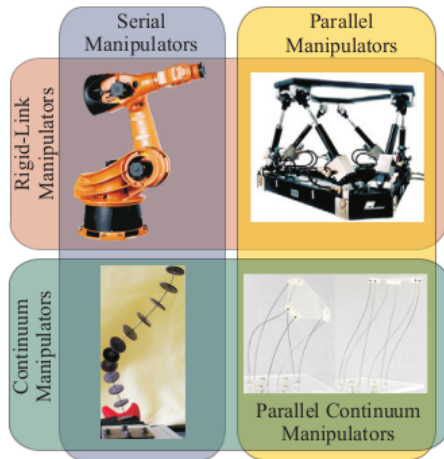 Serial
Manipulators
Parallel
Manipulators
Rigid-Link
Manipulators
Continuum
Manipulators
Parallel Continuum
Manipulators